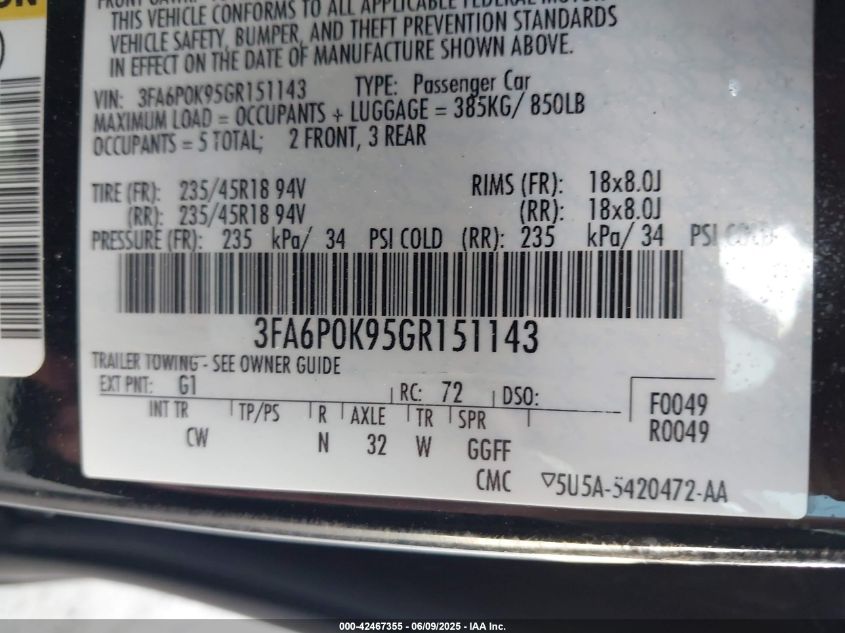 THIS VEHICLE CONFORMS TO ALL APPLICABLE FEDERAL MOTOR
VEHICLE SAFETY, BUMPER, AND THEFT PREVENTION STANDARDS
IN EFFECT ON THE DATE OF MANUFACTURE SHOWN ABOVE.
VIN: 3FA6P0K95GR151143 TYPE: Passenger Car
MAXIMUM LOAD = OCCUPANTS + LUGGAGE = 385KG/ 850LB
OCCUPANTS = 5 TOTAL; 2 FRONT, 3 REAR
TIRE (FR): 235/45R18 94V RIMS (FR): 18x8.0J
(RR): 235/45R18 94V (RR): 18x8.0J
PRESSURE (FR): 235 kPa/ 34 PSI COLD (RR): 235 kPa/ 34 PSI COLD
3FA6P0K95GR151143
TRAILER TOWING - SEE OWNER GUIDE
EXT PNT: G1 RC: 72 DSO:
INT TR TP/PS R AXLE TR SPR
CW N 32 W GGFF
F0049
R0049
CMC ▽5U5A-5420472-AA
000-42467355 | 06/09/2025 - IAA Inc.